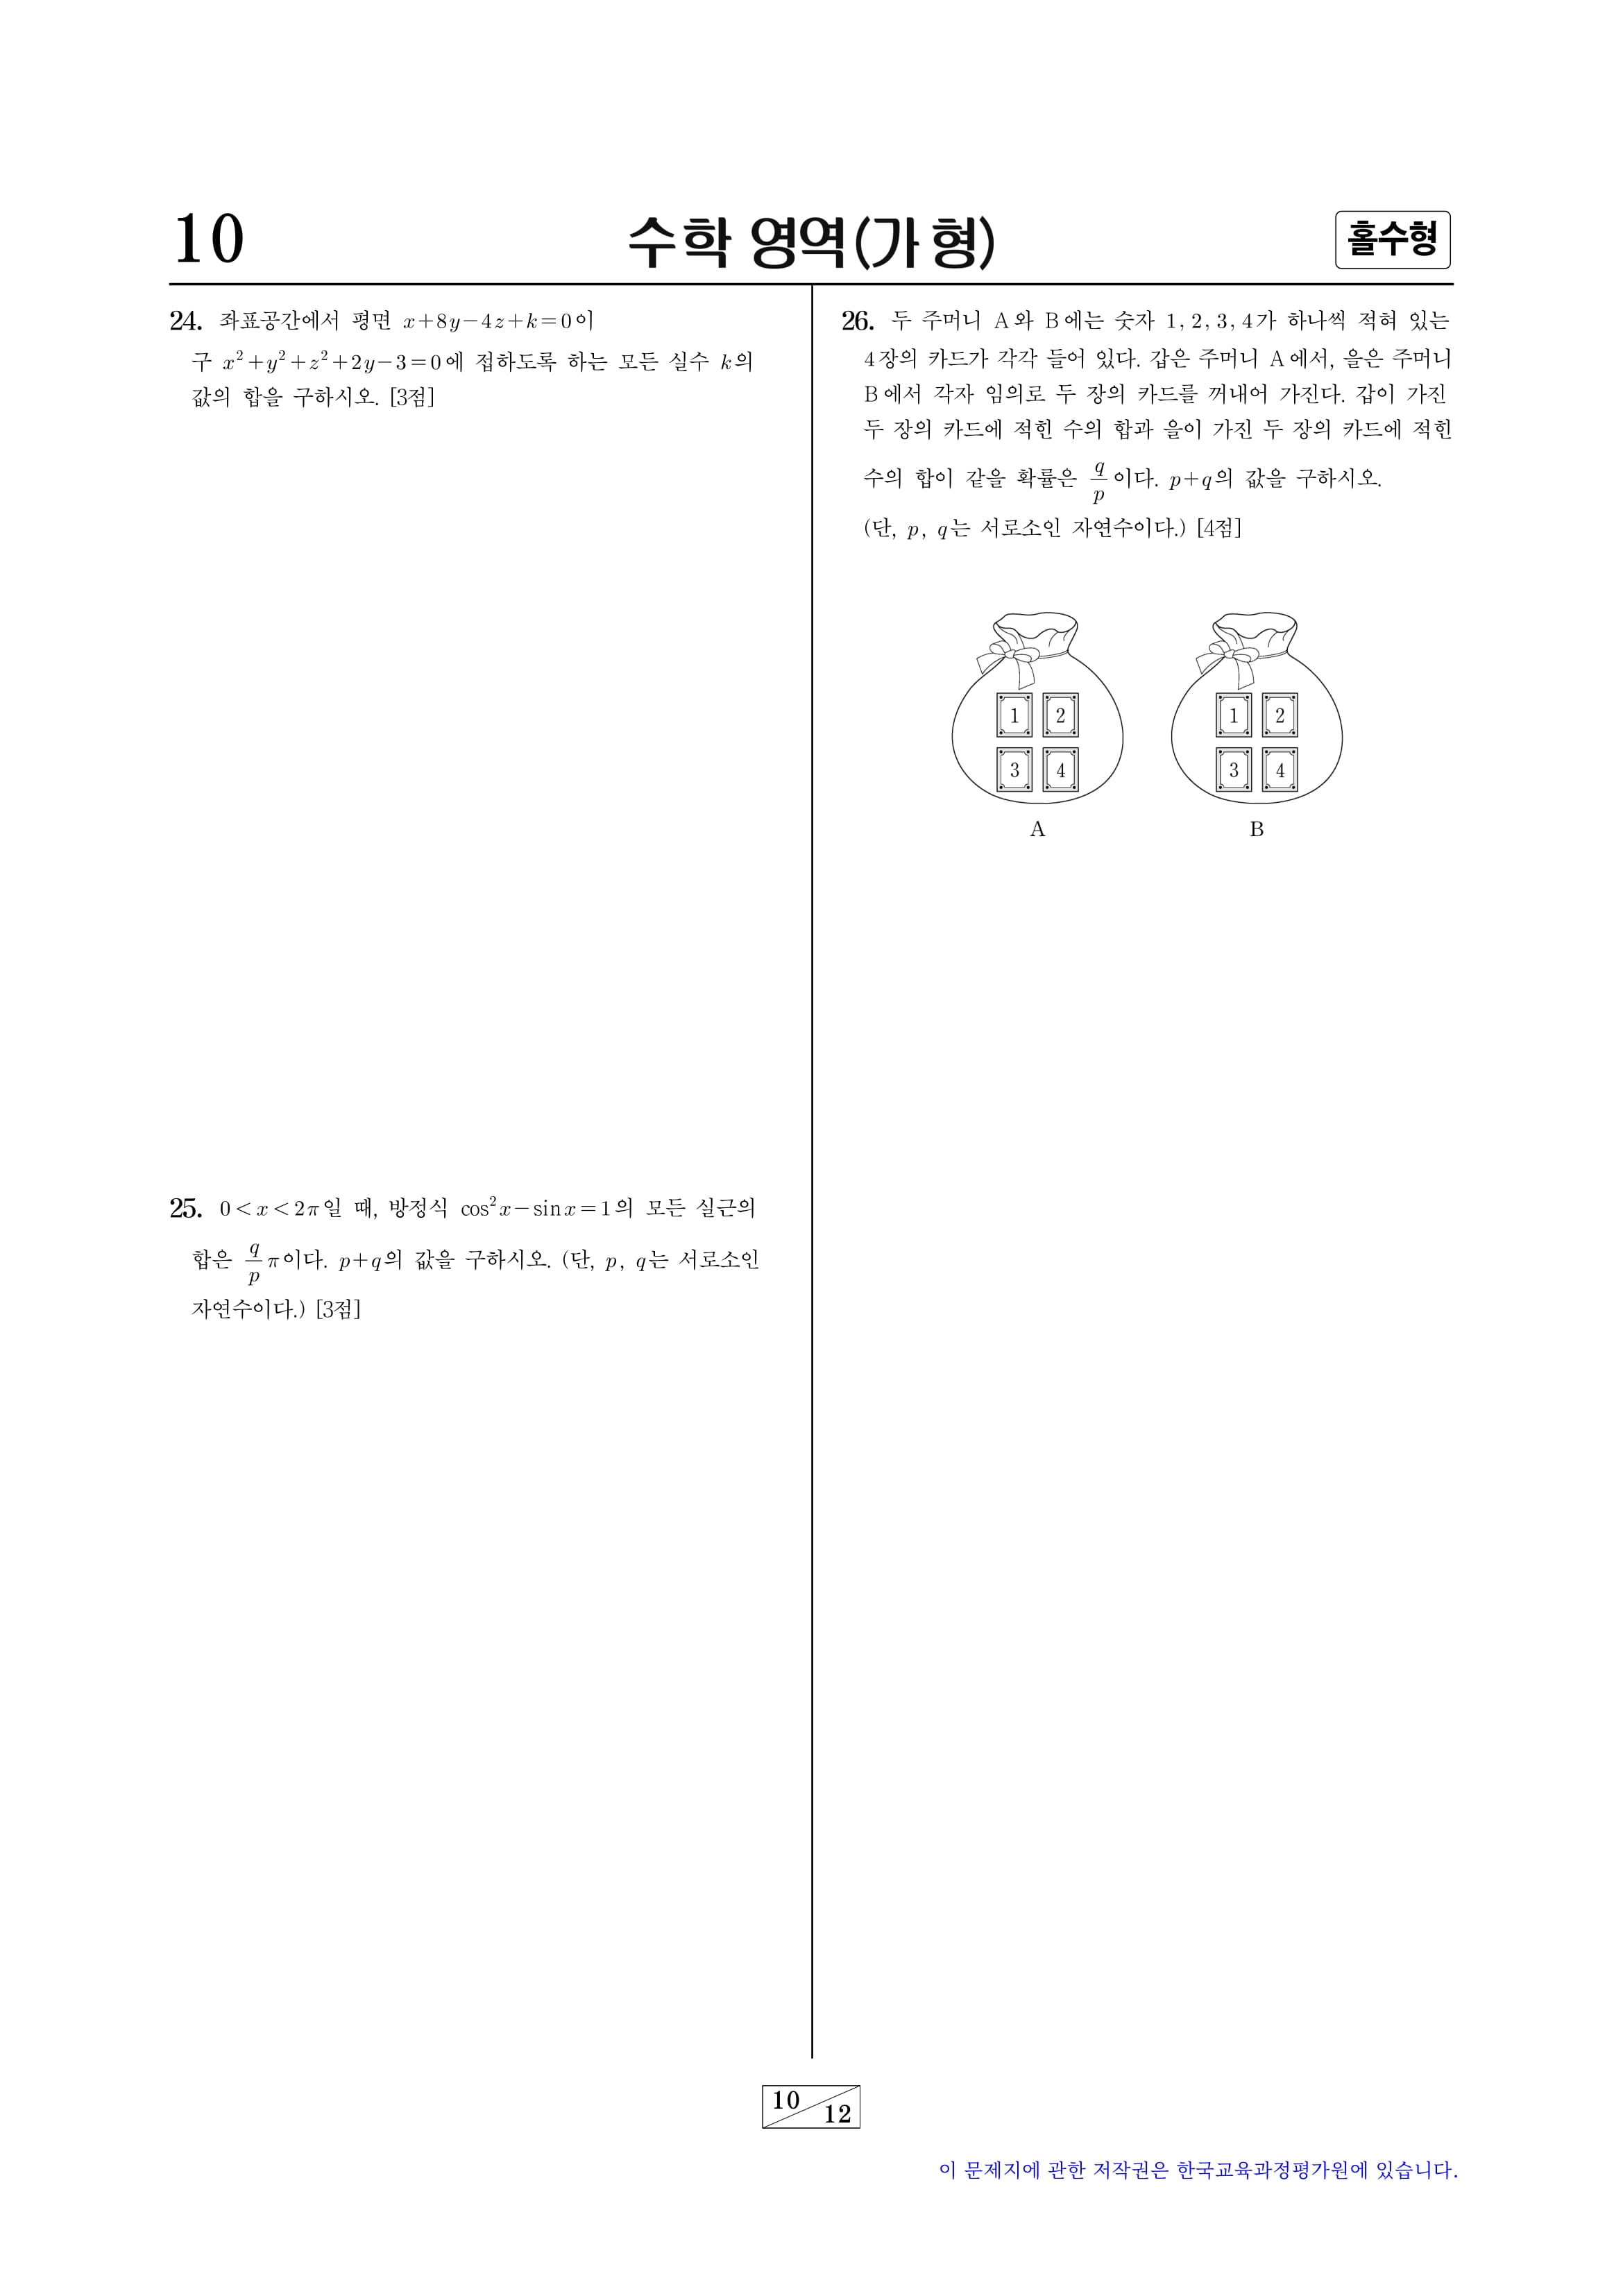 10
수학 영역(가 형)
홀수형
24. 좌표공간에서 평면 x+8y-4z+k=0이
구 x²+y²+z²+2y-3=0에 접하도록 하는 모든 실수 k의
값의 합을 구하시오. [3점]
25. 0<x<2π일 때, 방정식 cos²x-sinx=1의 모든 실근의
합은 q/p π이다. p+q의 값을 구하시오. (단, p, q는 서로소인
자연수이다.) [3점]
26. 두 주머니 A와 B에는 숫자 1, 2, 3, 4가 하나씩 적혀 있는
4장의 카드가 각각 들어 있다. 갑은 주머니 A에서, 을은 주머니
B에서 각자 임의로 두 장의 카드를 꺼내어 가진다. 갑이 가진
두 장의 카드에 적힌 수의 합과 을이 가진 두 장의 카드에 적힌
수의 합이 같을 확률은 q/p이다. p+q의 값을 구하시오.
(단, p, q는 서로소인 자연수이다.) [4점]
1 2
3 4
A
1 2
3 4
B
10
12
이 문제지에 관한 저작권은 한국교육과정평가원에 있습니다.